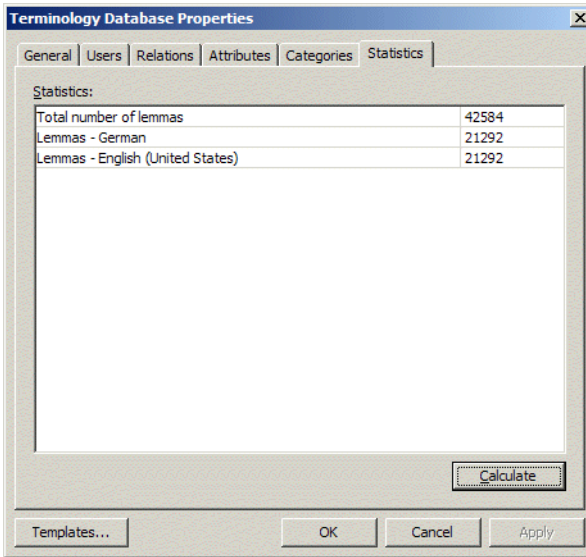 Terminology Database Properties
General Users Relations Attributes Categories Statistics
Statistics:
Total number of lemmas 42584
Lemmas - German 21292
Lemmas - English (United States) 21292
Calculate
Templates... OK Cancel Apply